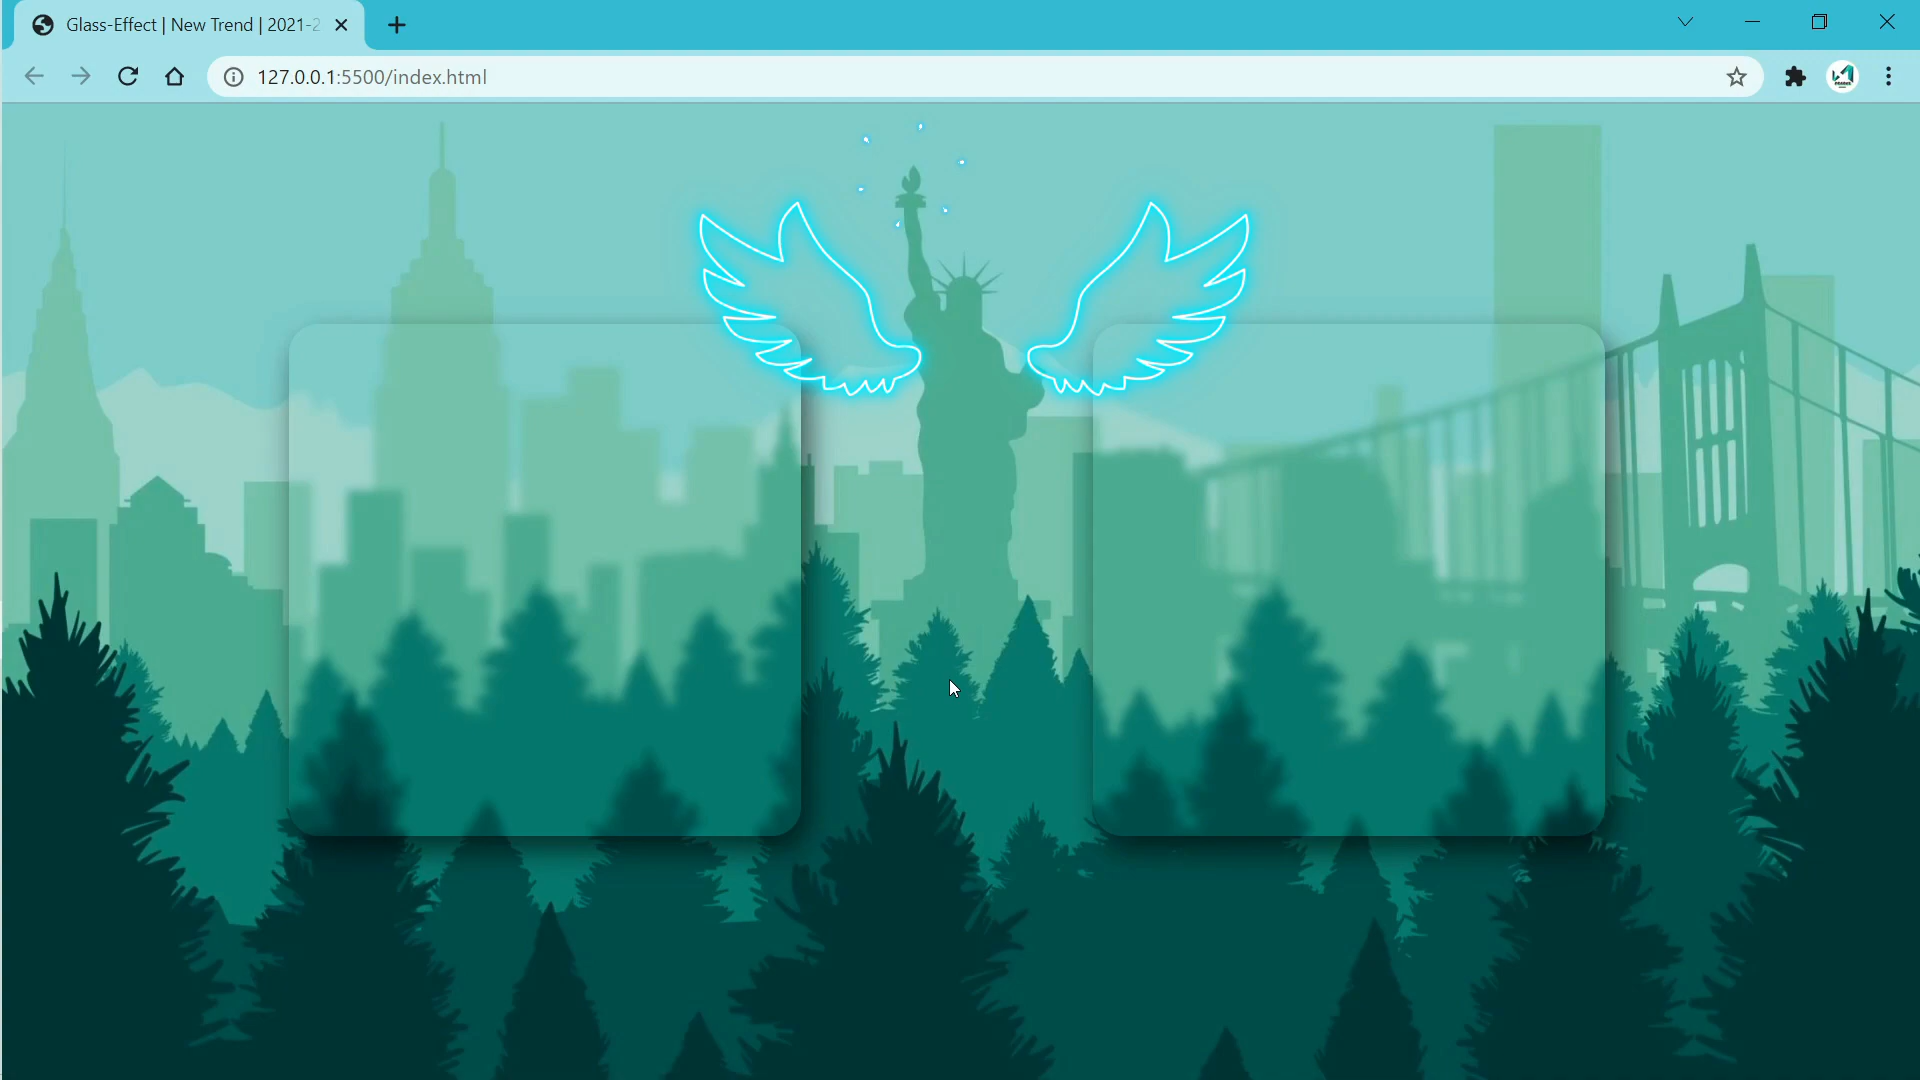 Glass-Effect | New Trend | 2021-2
127.0.0.1:5500/index.html